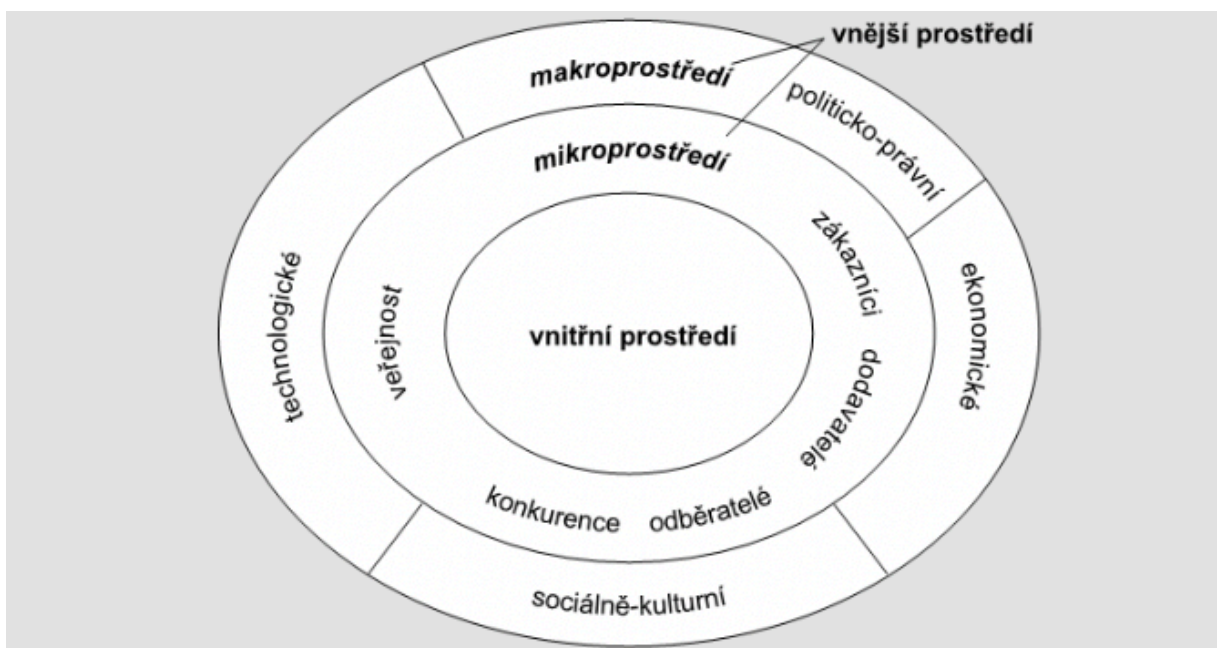 vnější prostředí
makroprostředí
politicko-právní
mikroprostředí
zákazníci
ekonomické
technologické
veřejnost
vnitřní prostředí
dodavatelé
konkurence
odběratelé
sociálně-kulturní